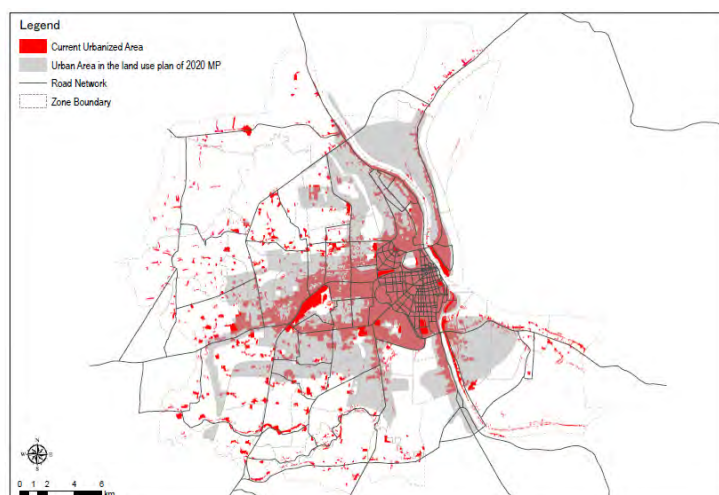 Legend
Current Urbanized Area
Urban Area in the land use plan of 2020 MP
Road Network
Zone Boundary
N
W
E
S
0 1 2 4 6
km